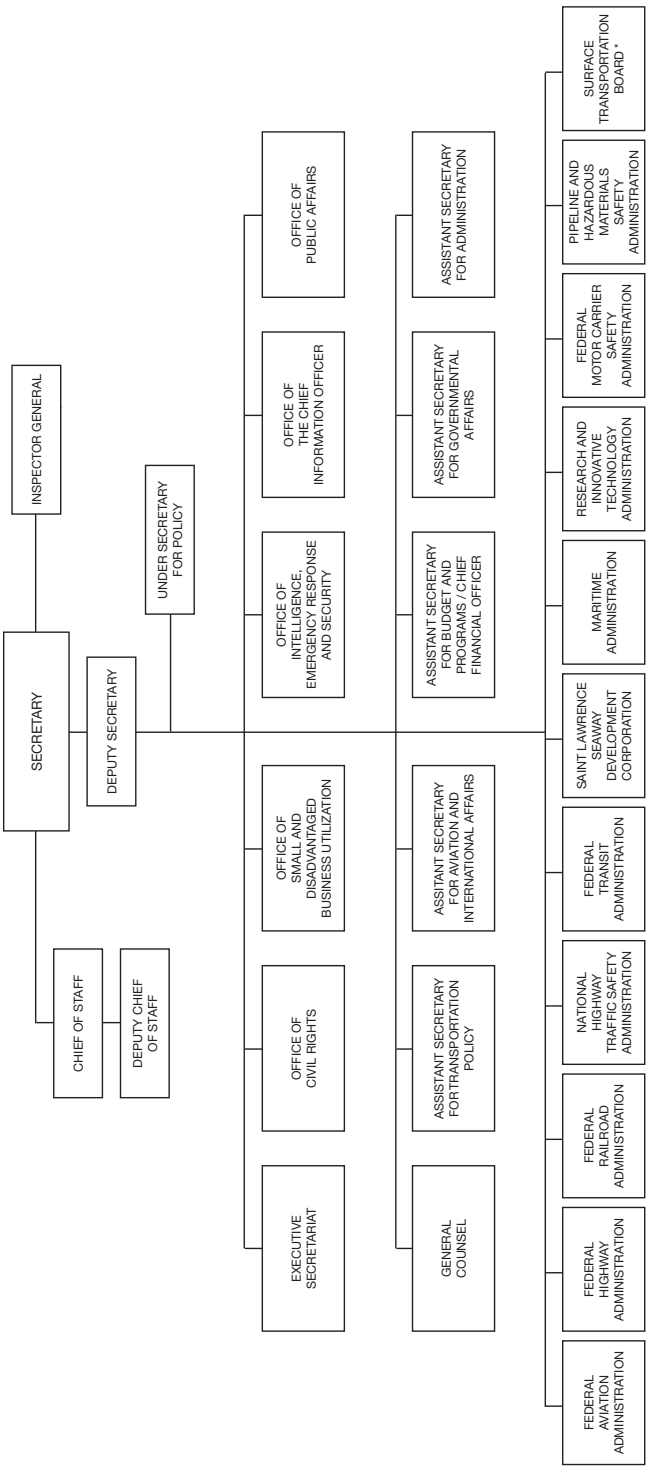 SECRETARY
INSPECTOR GENERAL
CHIEF OF STAFF
DEPUTY SECRETARY
DEPUTY CHIEF
OF STAFF
UNDER SECRETARY
FOR POLICY
EXECUTIVE
SECRETARIAT
OFFICE OF
CIVIL RIGHTS
OFFICE OF
SMALL AND
DISADVANTAGED
BUSINESS UTILIZATION
OFFICE OF
INTELLIGENCE,
EMERGENCY RESPONSE
AND SECURITY
OFFICE OF
THE CHIEF
INFORMATION OFFICER
OFFICE OF
PUBLIC AFFAIRS
GENERAL
COUNSEL
ASSISTANT SECRETARY
FOR TRANSPORTATION
POLICY
ASSITANT SECRETARY
FOR AVIATION AND
INTERNATIONAL AFFAIRS
ASSISTANT SECRETARY
FOR BUDGET AND
PROGRAMS / CHIEF
FINANCIAL OFFICER
ASSISTANT SECRETARY
FOR GOVERNMENTAL
AFFAIRS
ASSISTANT SECRETARY
FOR ADMINISTRATION
FEDERAL
AVIATION
ADMINISTRATION
FEDERAL
HIGHWAY
ADMINISTRATION
FEDERAL
RAILROAD
ADMINISTRATION
NATIONAL
HIGHWAY
TRAFFIC SAFETY
ADMINISTRATION
FEDERAL
TRANSIT
ADMINISTRATION
SAINT LAWRENCE
SEAWAY
DEVELOPMENT
CORPORATION
MARITIME
ADMINISTRATION
RESEARCH AND
INNOVATIVE
TECHNOLOGY
ADMINISTRATION
FEDERAL
MOTOR CARRIER
SAFETY
ADMINISTRATION
PIPELINE AND
HAZARDOUS
MATERIALS
SAFETY
ADMINISTRATION
SURFACE
TRANSPORTATION
BOARD *